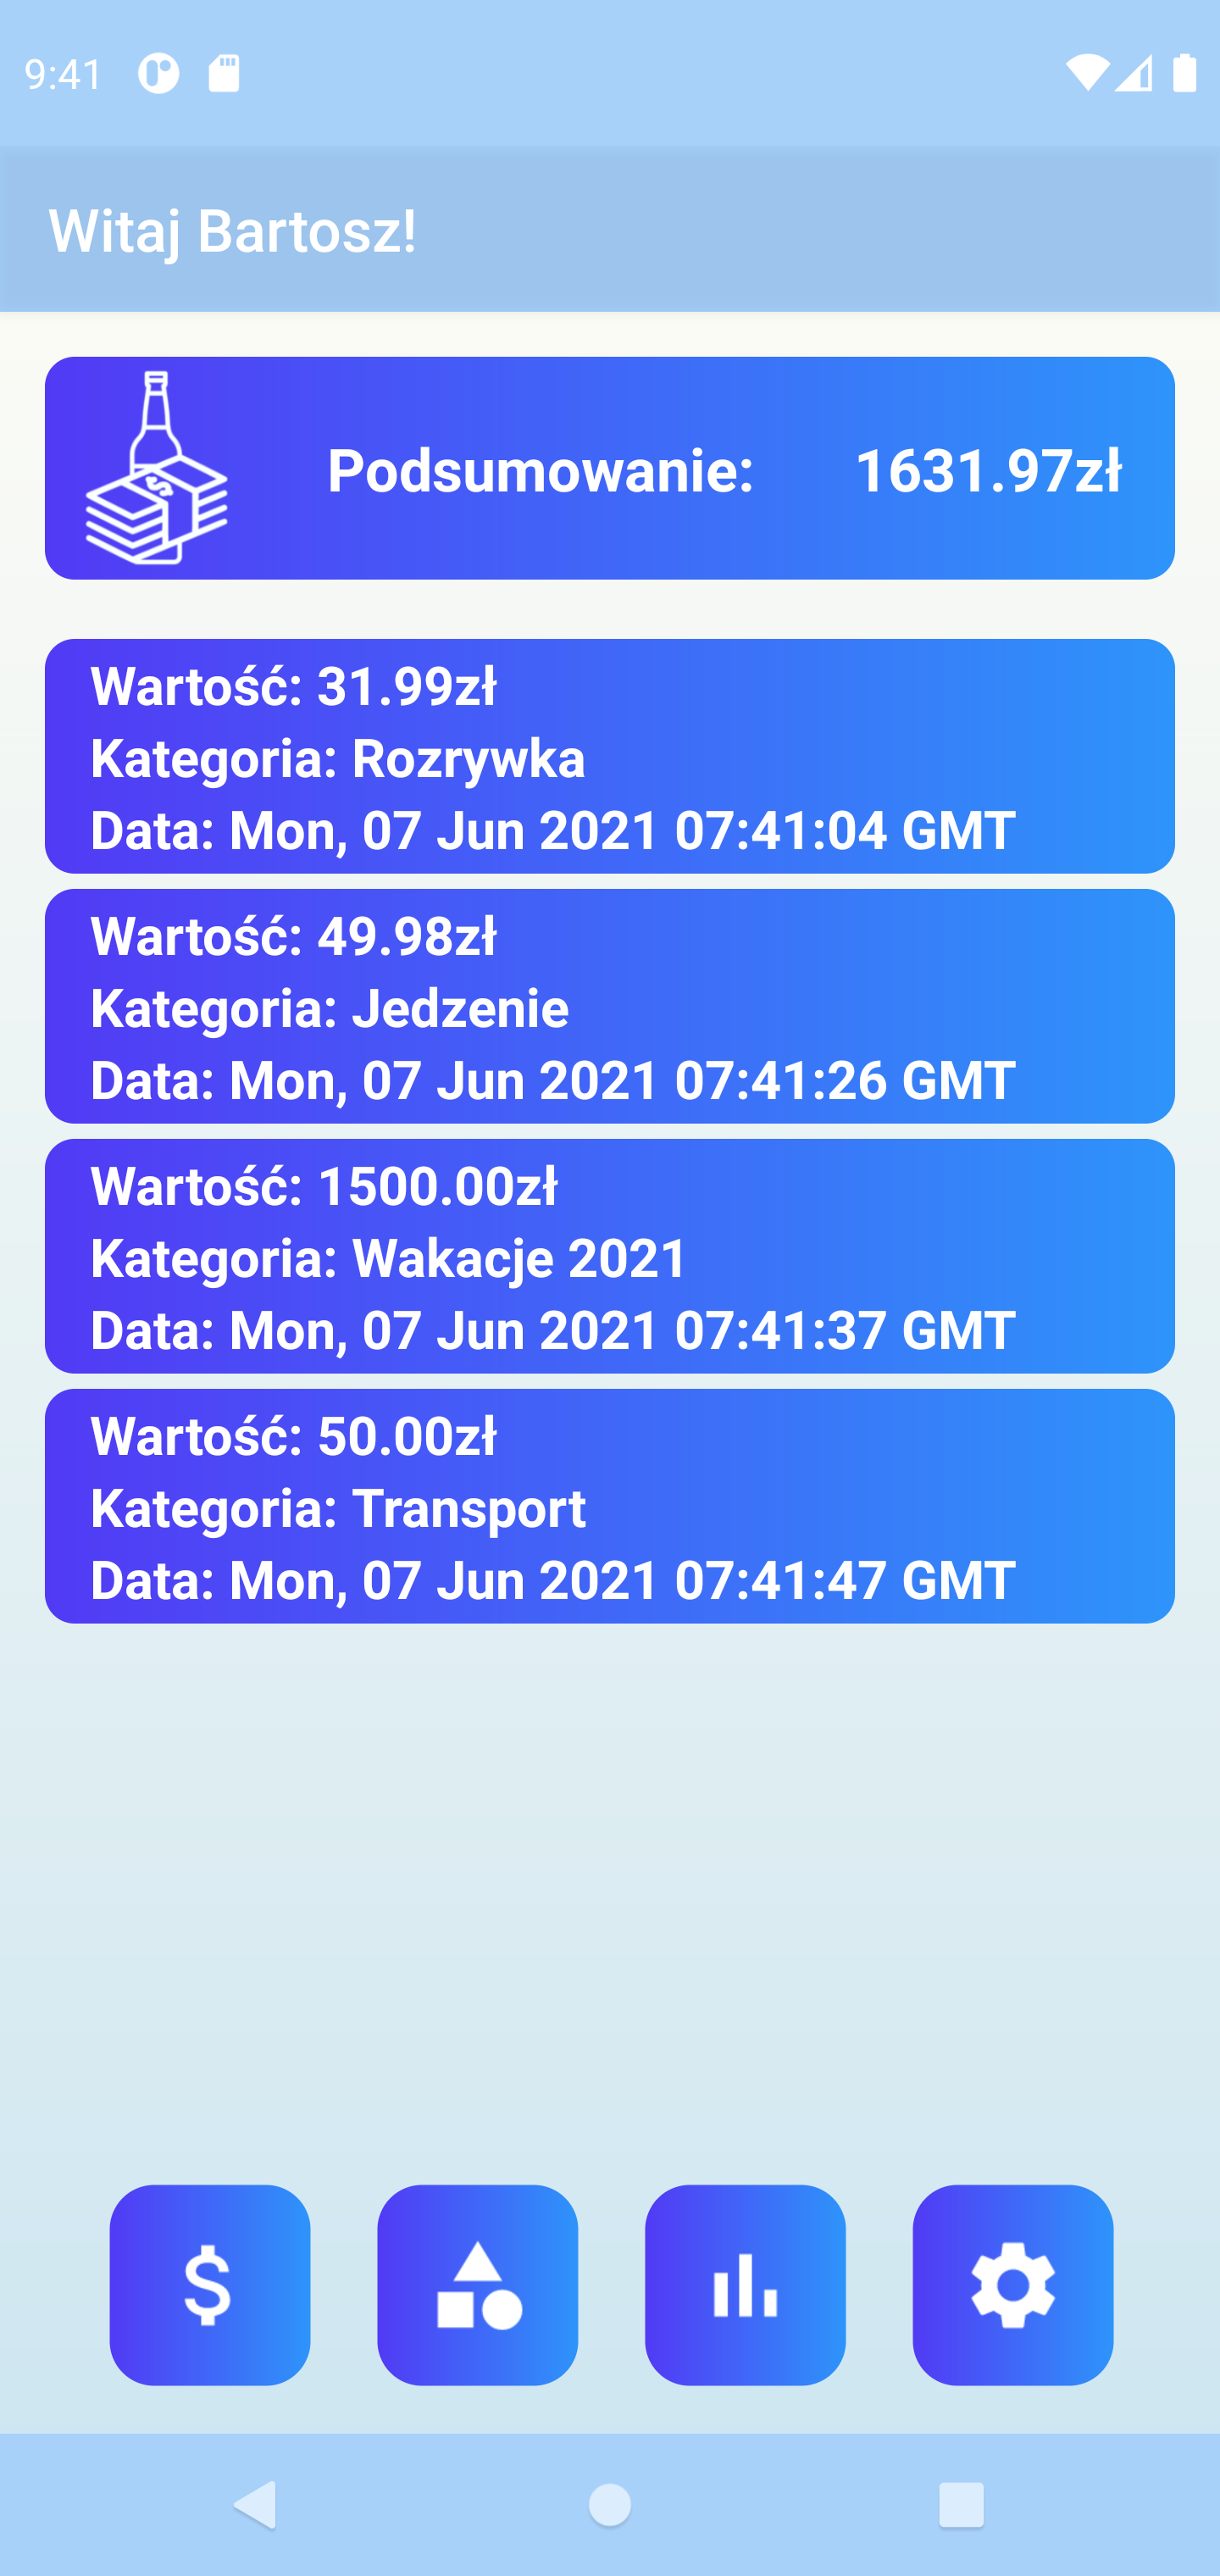 9:41
Witaj Bartosz!
Podsumowanie: 1631.97zł
Wartość: 31.99zł
Kategoria: Rozrywka
Data: Mon, 07 Jun 2021 07:41:04 GMT
Wartość: 49.98zł
Kategoria: Jedzenie
Data: Mon, 07 Jun 2021 07:41:26 GMT
Wartość: 1500.00zł
Kategoria: Wakacje 2021
Data: Mon, 07 Jun 2021 07:41:37 GMT
Wartość: 50.00zł
Kategoria: Transport
Data: Mon, 07 Jun 2021 07:41:47 GMT